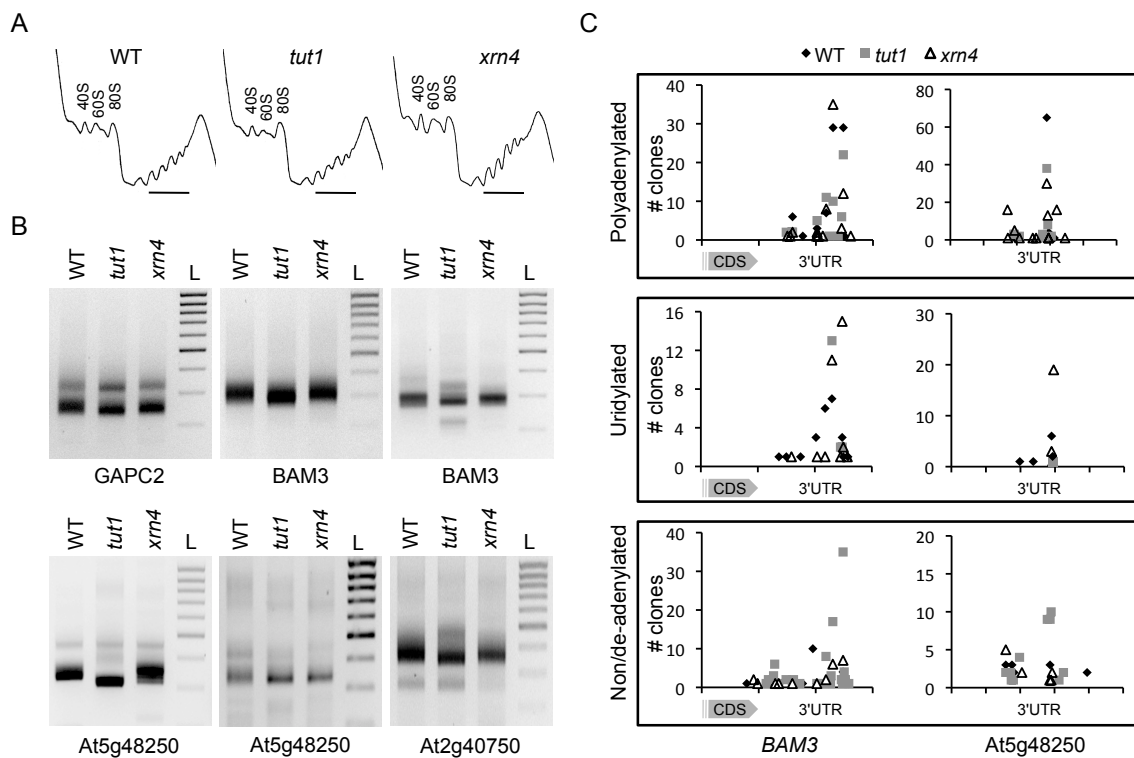 A
WT
tut1
xrn4
40S
60S
80S
40S
60S
80S
40S
60S
80S
B
WT tut1 xrn4 L
WT tut1 xrn4 L
WT tut1 xrn4 L
GAPC2
BAM3
BAM3
WT tut1 xrn4 L
WT tut1 xrn4 L
WT tut1 xrn4 L
At5g48250
At5g48250
At2g40750
C
WT tut1 xrn4
Polyadenylated
# clones
40
30
20
10
0
CDS
3'UTR
80
60
40
20
0
3'UTR
Uridylated
# clones
16
12
8
4
0
CDS
3'UTR
30
20
10
0
3'UTR
Non/de-adenylated
# clones
40
30
20
10
0
CDS
3'UTR
20
15
10
5
0
3'UTR
BAM3
At5g48250